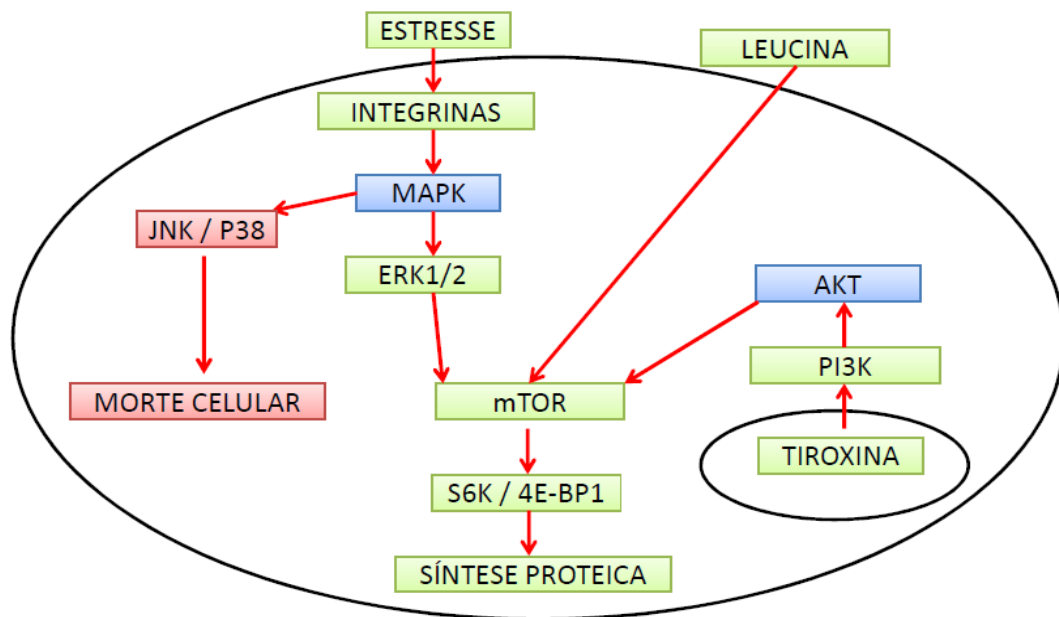 ESTRESSE
LEUCINA
INTEGRINAS
MAPK
JNK / P38
ERK1/2
AKT
PI3K
MORTE CELULAR
mTOR
TIROXINA
S6K / 4E-BP1
SÍNTESE PROTEICA